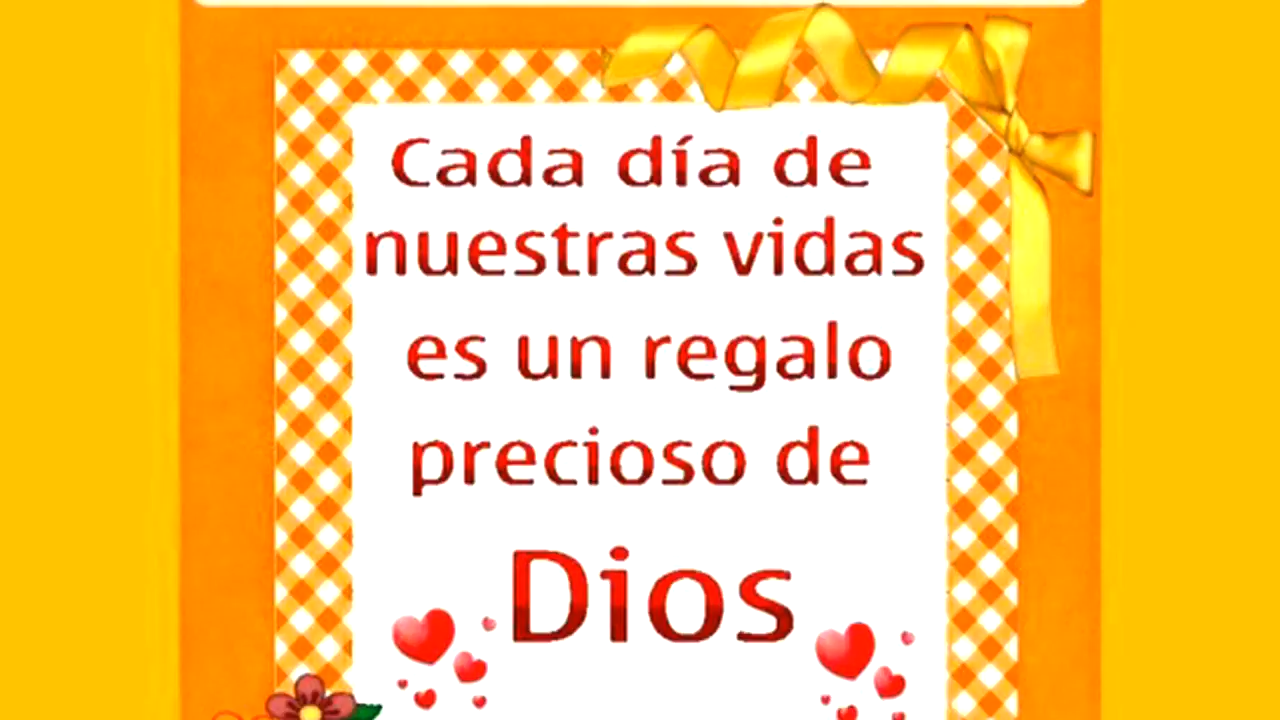 Cada día de
nuestras vidas
es un regalo
precioso de
Dios